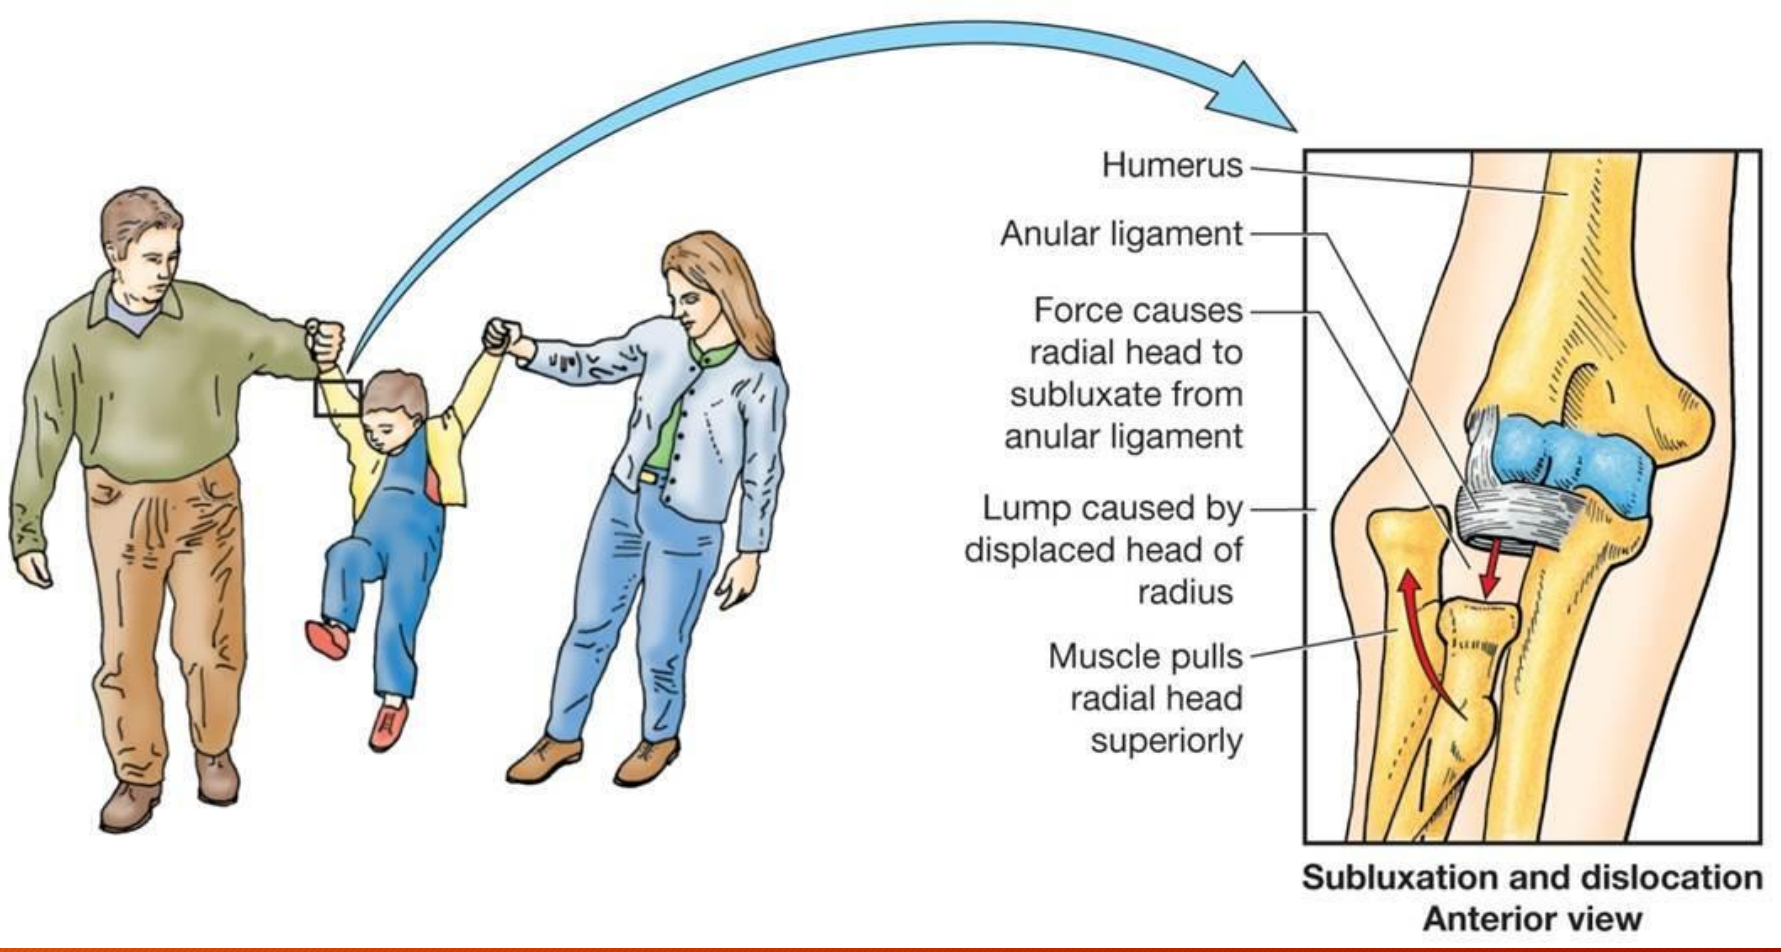 Humerus
Anular ligament
Force causes
radial head to
subluxate from
anular ligament
Lump caused by
displaced head of
radius
Muscle pulls
radial head
superiorly
Subluxation and dislocation
Anterior view